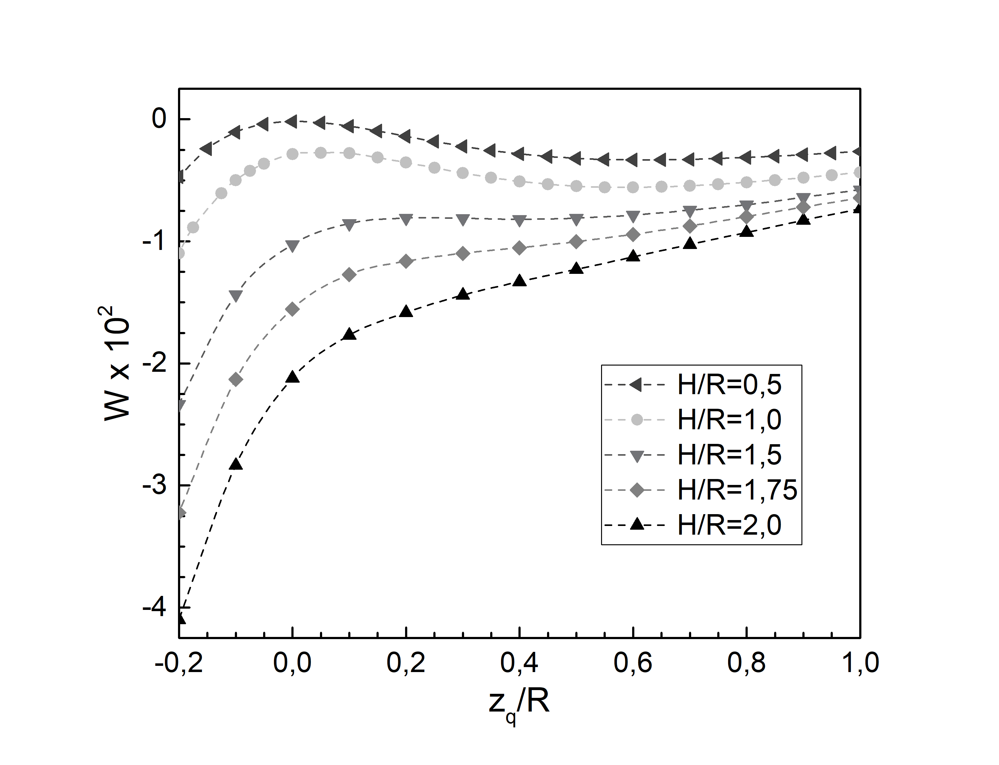 0
-1
-2
-3
-4
W x 10²
-0,2 0,0 0,2 0,4 0,6 0,8 1,0
z_q/R
H/R=0,5
H/R=1,0
H/R=1,5
H/R=1,75
H/R=2,0